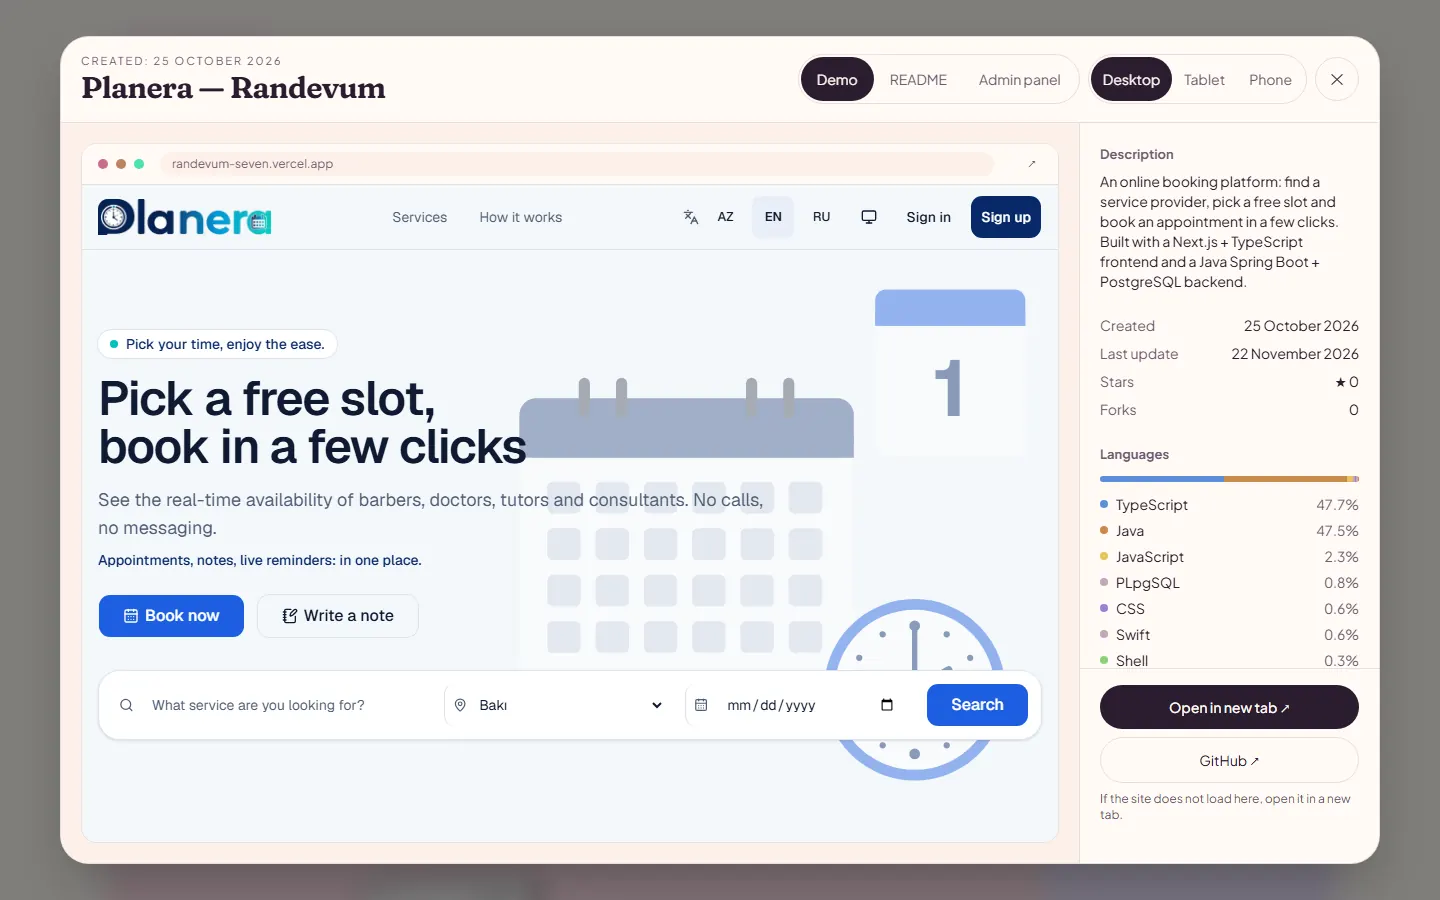 CREATED: 25 OCTOBER 2026
Planera — Randevum
Demo README Admin panel
Desktop Tablet Phone
randevum-seven.vercel.app ↗
Planera
Services How it works
AZ EN RU Sign in Sign up
1
Pick your time, enjoy the ease.
Pick a free slot,
book in a few clicks
See the real-time availability of barbers, doctors, tutors and consultants. No calls,
no messaging.
Appointments, notes, live reminders: in one place.
Book now Write a note
What service are you looking for? Bakı mm/dd/yyyy Search
Description
An online booking platform: find a
service provider, pick a free slot and
book an appointment in a few clicks.
Built with a Next.js + TypeScript
frontend and a Java Spring Boot +
PostgreSQL backend.
Created 25 October 2026
Last update 22 November 2026
Stars ★ 0
Forks 0
Languages
TypeScript 47.7%
Java 47.5%
JavaScript 2.3%
PLpgSQL 0.8%
CSS 0.6%
Swift 0.6%
Shell 0.3%
Open in new tab ↗
GitHub ↗
If the site does not load here, open it in a new
tab.